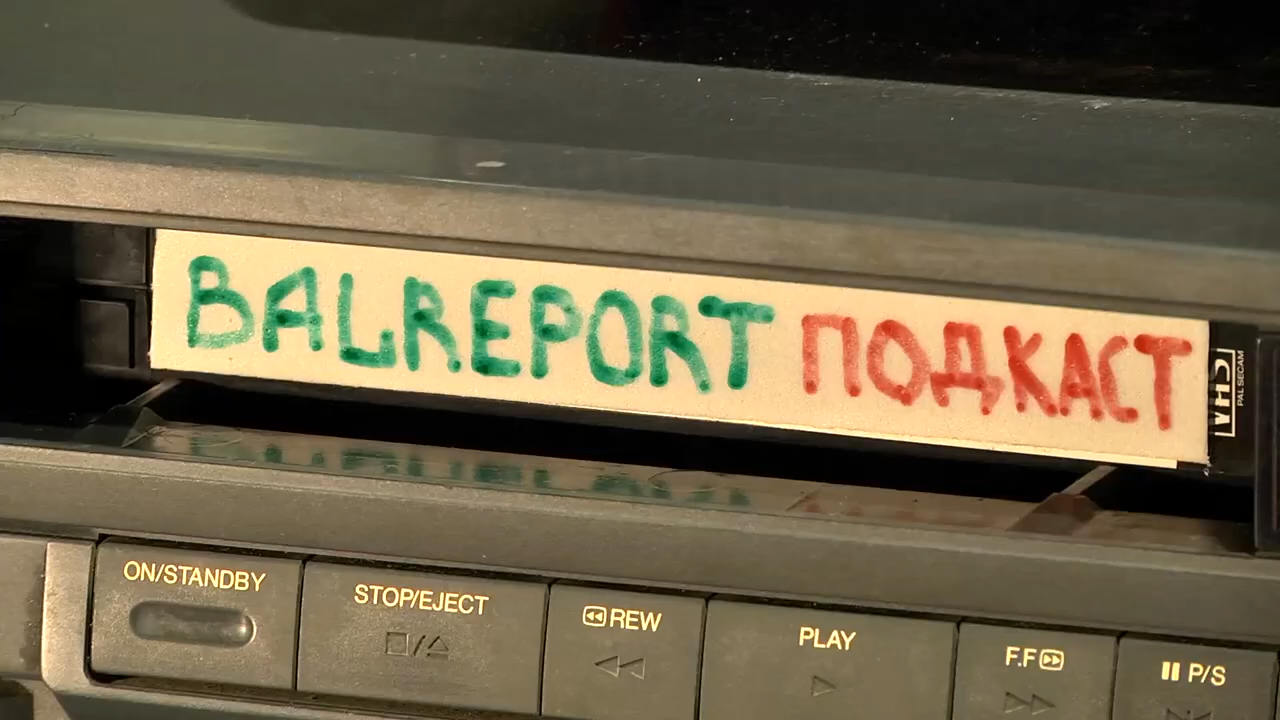 BALREPORT ПОДКАСТ
VHS
PAL SECAM
ON/STANDBY
STOP/EJECT
REW
PLAY
F.F
P/S